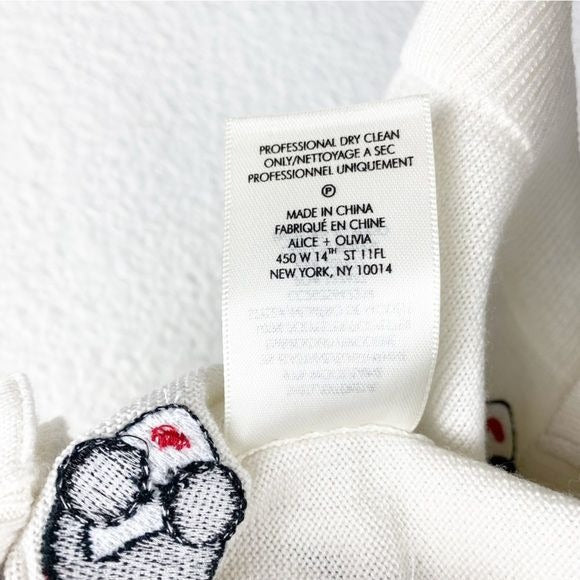 PROFESSIONAL DRY CLEAN
ONLY/NETTOYAGE A SEC
PROFESSIONNEL UNIQUEMENT
P
MADE IN CHINA
FABRIQUÉ EN CHINE
ALICE + OLIVIA
450 W 14TH ST 11FL
NEW YORK, NY 10014